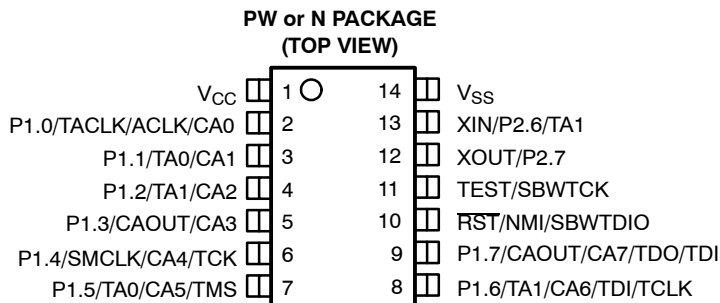 PW or N PACKAGE
(TOP VIEW)
VCC 1 14 VSS
P1.0/TACLK/ACLK/CA0 2 13 XIN/P2.6/TA1
P1.1/TA0/CA1 3 12 XOUT/P2.7
P1.2/TA1/CA2 4 11 TEST/SBWTCK
P1.3/CAOUT/CA3 5 10 RST/NMI/SBWTDIO
P1.4/SMCLK/CA4/TCK 6 9 P1.7/CAOUT/CA7/TDO/TDI
P1.5/TA0/CA5/TMS 7 8 P1.6/TA1/CA6/TDI/TCLK